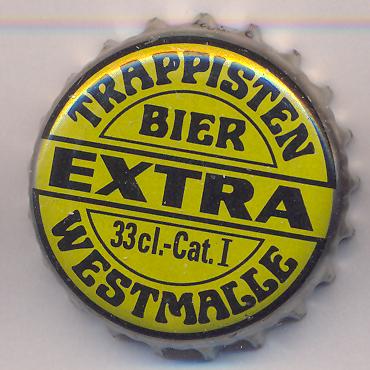 TRAPPISTEN
BIER
EXTRA
33cl.-Cat. I
WESTMALLE